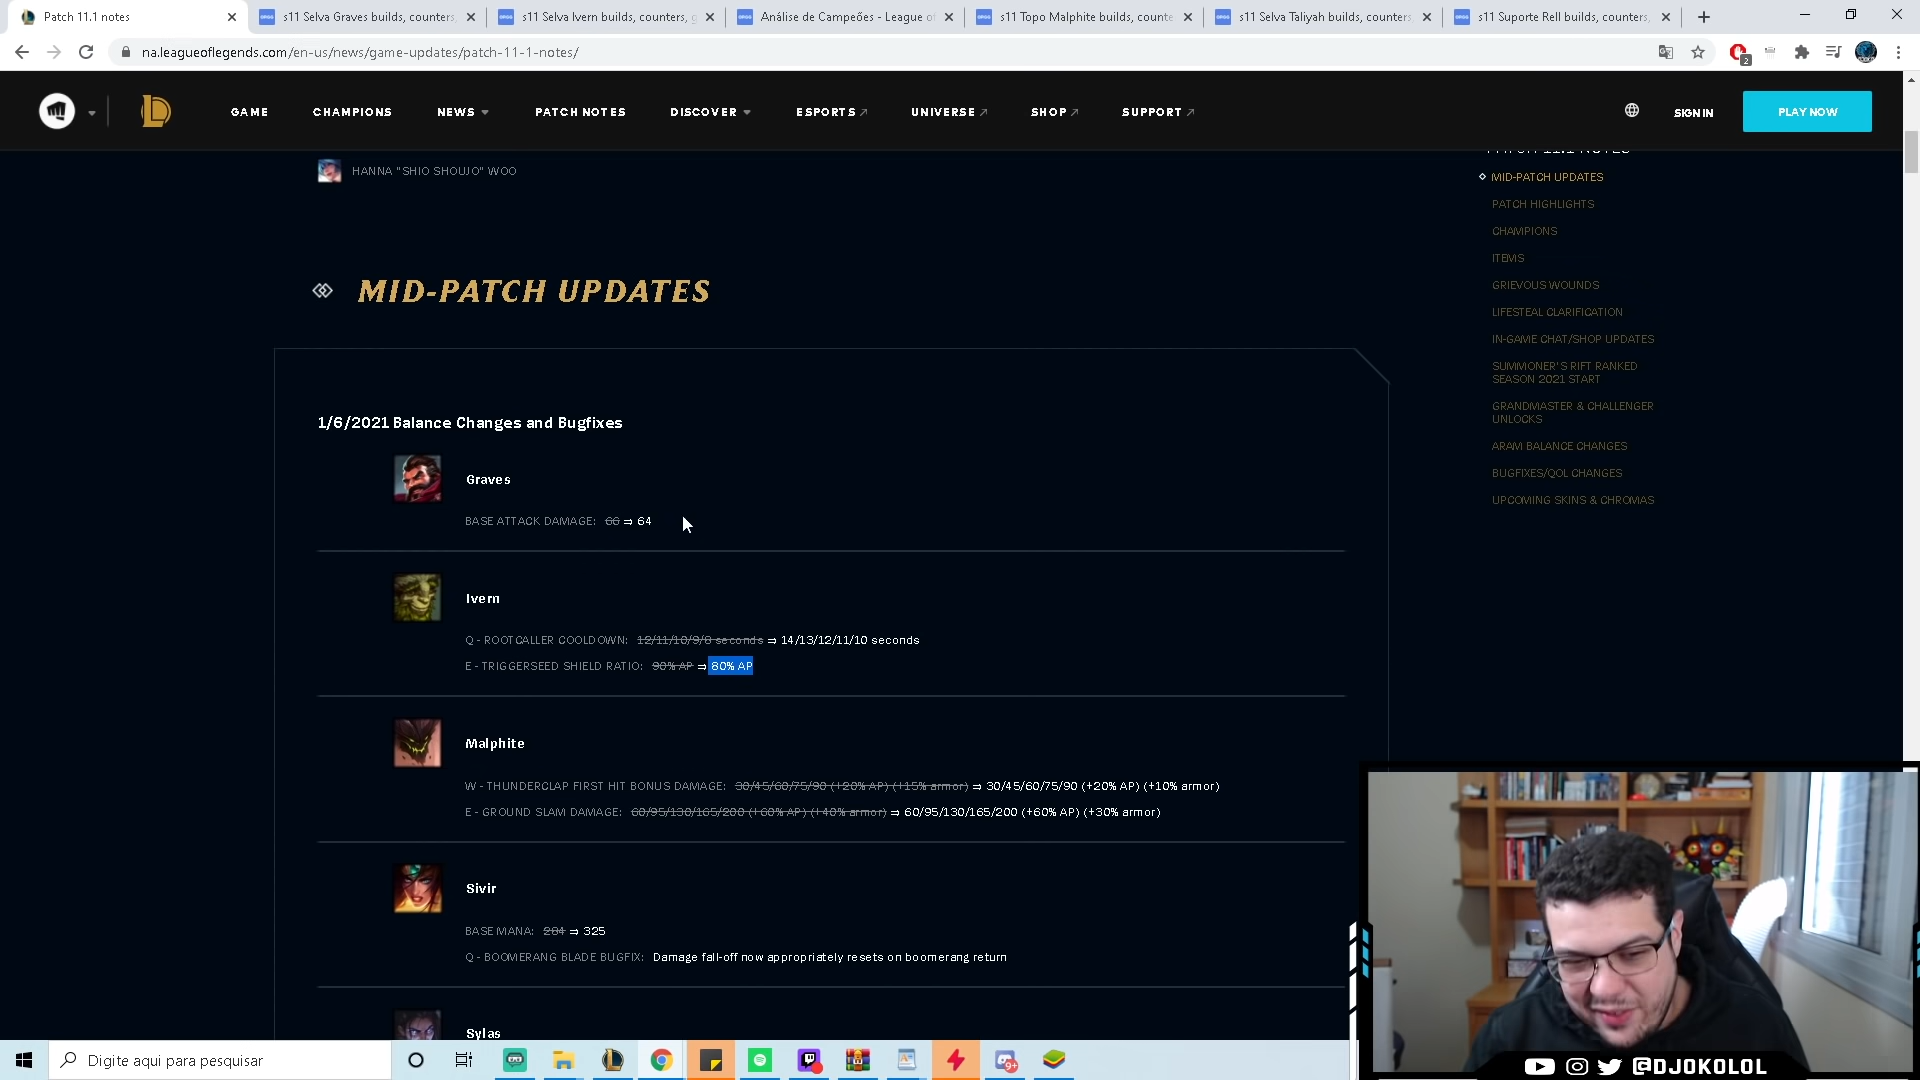 Patch 11.1 notes
s11 Selva Graves builds, counters,
s11 Selva Ivern builds, counters, g
Análise de Campeões - League of
s11 Topo Malphite builds, counte
s11 Selva Taliyah builds, counters
s11 Suporte Rell builds, counters,
na.leagueoflegends.com/en-us/news/game-updates/patch-11-1-notes/
2
GAME
CHAMPIONS
NEWS
PATCH NOTES
DISCOVER
ESPORTS
UNIVERSE
SHOP
SUPPORT
SIGN IN
PLAY NOW
HANNA "SHIO SHOUJO" WOO
PATCH 11.1 NOTES
MID-PATCH UPDATES
PATCH HIGHLIGHTS
CHAMPIONS
ITEMS
GRIEVOUS WOUNDS
LIFESTEAL CLARIFICATION
IN-GAME CHAT/SHOP UPDATES
SUMMONER'S RIFT RANKED
SEASON 2021 START
GRANDMASTER & CHALLENGER
UNLOCKS
ARAM BALANCE CHANGES
BUGFIXES/QOL CHANGES
UPCOMING SKINS & CHROMAS
MID-PATCH UPDATES
1/6/2021 Balance Changes and Bugfixes
Graves
BASE ATTACK DAMAGE: 66 ⇒ 64
Ivern
Q - ROOTCALLER COOLDOWN: 12/11/10/9/8 seconds ⇒ 14/13/12/11/10 seconds
E - TRIGGERSEED SHIELD RATIO: 90% AP ⇒ 80% AP
Malphite
W - THUNDERCLAP FIRST HIT BONUS DAMAGE: 30/45/60/75/90 (+20% AP) (+15% armor) ⇒ 30/45/60/75/90 (+20% AP) (+10% armor)
E - GROUND SLAM DAMAGE: 60/95/130/165/200 (+60% AP) (+40% armor) ⇒ 60/95/130/165/200 (+60% AP) (+30% armor)
Sivir
BASE MANA: 284 ⇒ 325
Q - BOOMERANG BLADE BUGFIX: Damage fall-off now appropriately resets on boomerang return
Sylas
Digite aqui para pesquisar
9+
@DJOKOLOL